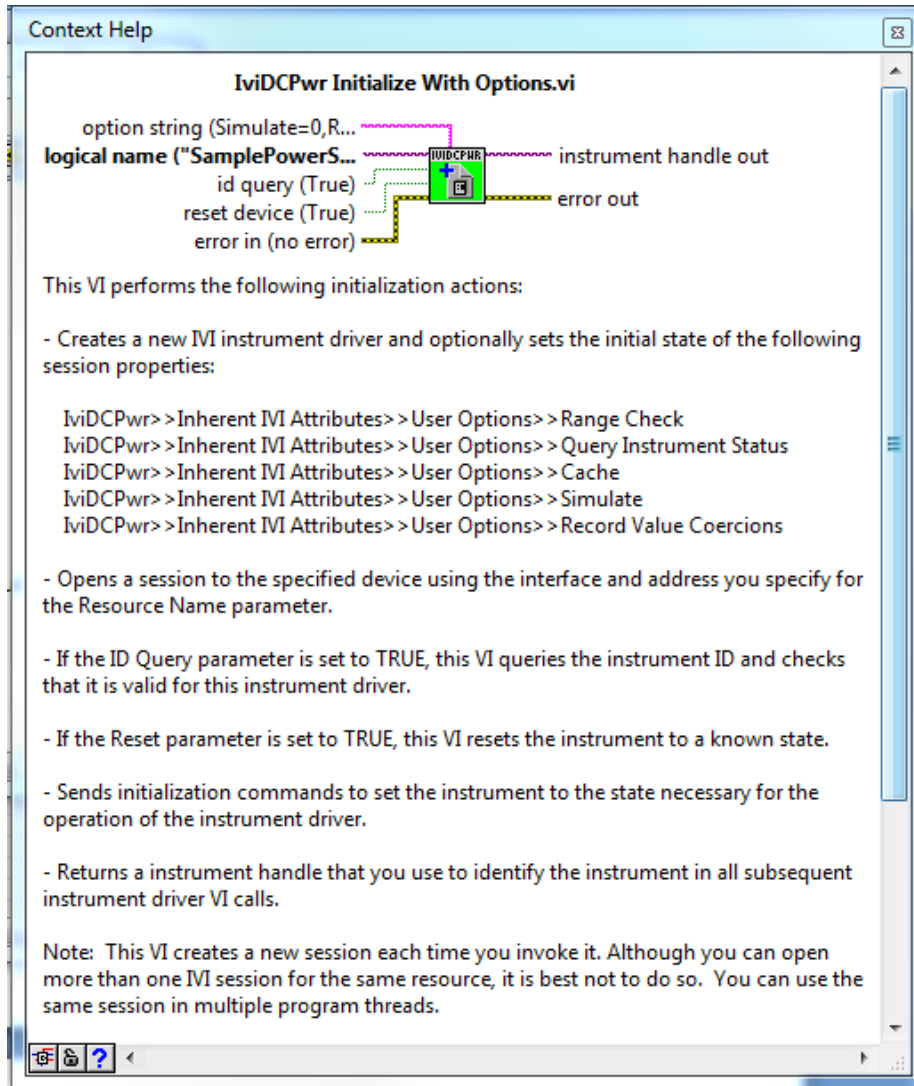 Context Help
IviDCPwr Initialize With Options.vi
option string (Simulate=0,R...
logical name ("SamplePowerS...
id query (True)
reset device (True)
error in (no error)
IVIDCPWR
instrument handle out
error out
This VI performs the following initialization actions:
- Creates a new IVI instrument driver and optionally sets the initial state of the following
session properties:
IviDCPwr>>Inherent IVI Attributes>>User Options>>Range Check
IviDCPwr>>Inherent IVI Attributes>>User Options>>Query Instrument Status
IviDCPwr>>Inherent IVI Attributes>>User Options>>Cache
IviDCPwr>>Inherent IVI Attributes>>User Options>>Simulate
IviDCPwr>>Inherent IVI Attributes>>User Options>>Record Value Coercions
- Opens a session to the specified device using the interface and address you specify for
the Resource Name parameter.
- If the ID Query parameter is set to TRUE, this VI queries the instrument ID and checks
that it is valid for this instrument driver.
- If the Reset parameter is set to TRUE, this VI resets the instrument to a known state.
- Sends initialization commands to set the instrument to the state necessary for the
operation of the instrument driver.
- Returns a instrument handle that you use to identify the instrument in all subsequent
instrument driver VI calls.
Note:  This VI creates a new session each time you invoke it. Although you can open
more than one IVI session for the same resource, it is best not to do so.  You can use the
same session in multiple program threads.
?